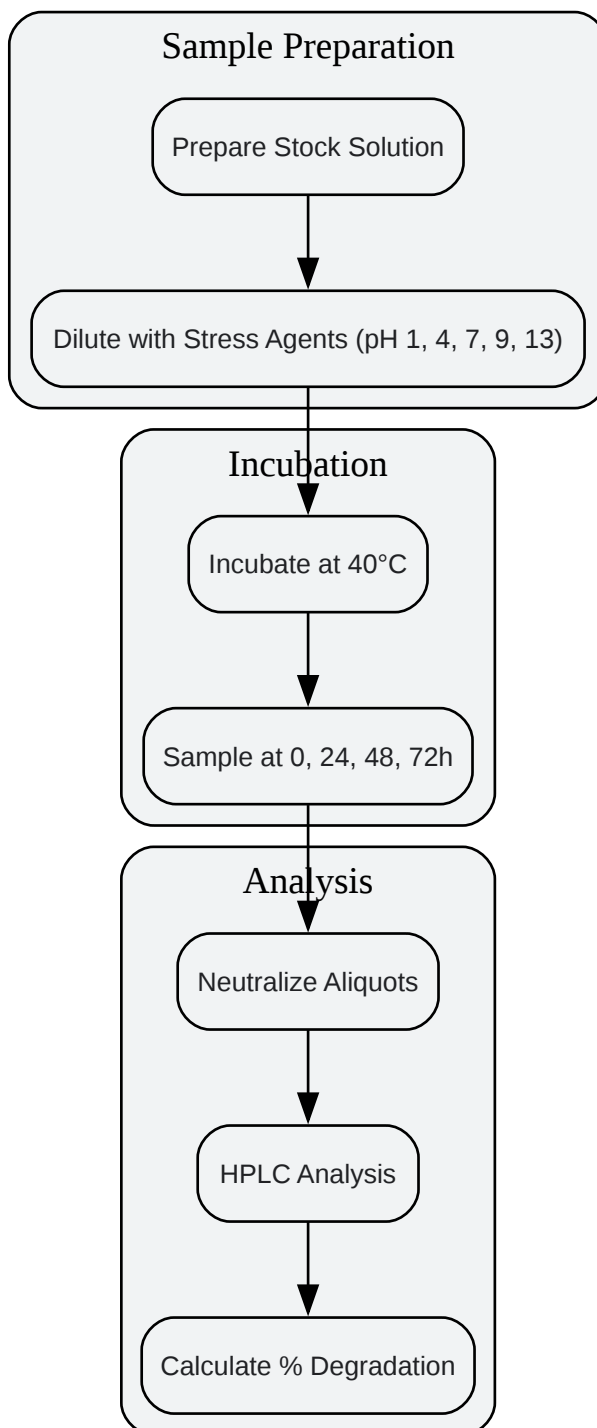 Sample Preparation
Prepare Stock Solution
Dilute with Stress Agents (pH 1, 4, 7, 9, 13)
Incubation
Incubate at 40°C
Sample at 0, 24, 48, 72h
Analysis
Neutralize Aliquots
HPLC Analysis
Calculate % Degradation